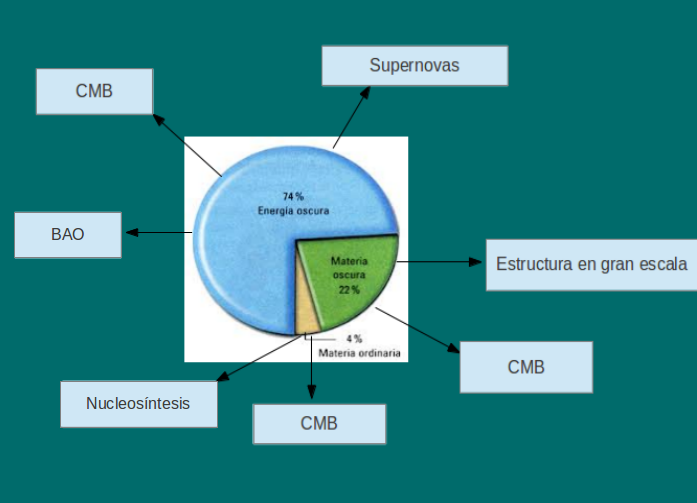 Supernovas
CMB
74%
Energía oscura
BAO
Materia
oscura
22%
Estructura en gran escala
4%
Materia ordinaria
CMB
Nucleosíntesis
CMB